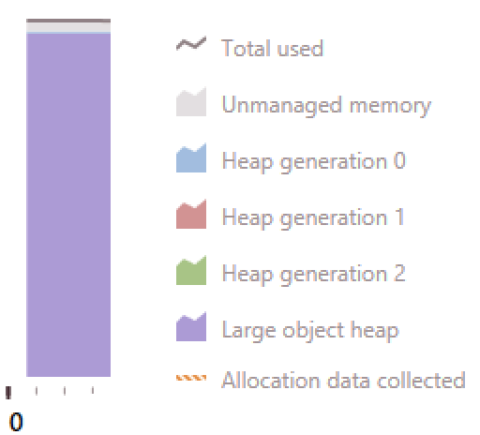 Total used
Unmanaged memory
Heap generation 0
Heap generation 1
Heap generation 2
Large object heap
Allocation data collected
0